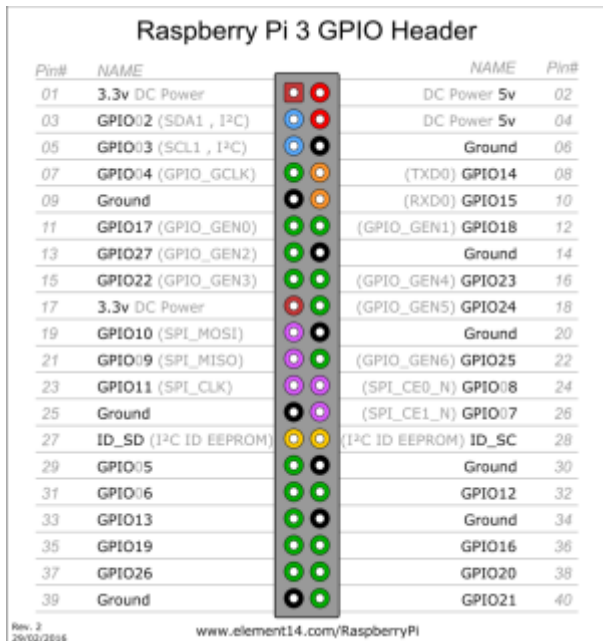 Raspberry Pi 3 GPIO Header
Pin# NAME NAME Pin#
01 3.3v DC Power DC Power 5v 02
03 GPIO02 (SDA1 , I²C) DC Power 5v 04
05 GPIO03 (SCL1 , I²C) Ground 06
07 GPIO04 (GPIO_GCLK) (TXD0) GPIO14 08
09 Ground (RXD0) GPIO15 10
11 GPIO17 (GPIO_GEN0) (GPIO_GEN1) GPIO18 12
13 GPIO27 (GPIO_GEN2) Ground 14
15 GPIO22 (GPIO_GEN3) (GPIO_GEN4) GPIO23 16
17 3.3v DC Power (GPIO_GEN5) GPIO24 18
19 GPIO10 (SPI_MOSI) Ground 20
21 GPIO09 (SPI_MISO) (GPIO_GEN6) GPIO25 22
23 GPIO11 (SPI_CLK) (SPI_CE0_N) GPIO08 24
25 Ground (SPI_CE1_N) GPIO07 26
27 ID_SD (I²C ID EEPROM) (I²C ID EEPROM) ID_SC 28
29 GPIO05 Ground 30
31 GPIO06 GPIO12 32
33 GPIO13 Ground 34
35 GPIO19 GPIO16 36
37 GPIO26 GPIO20 38
39 Ground GPIO21 40
Rev. 2
29/02/2016
www.element14.com/RaspberryPi